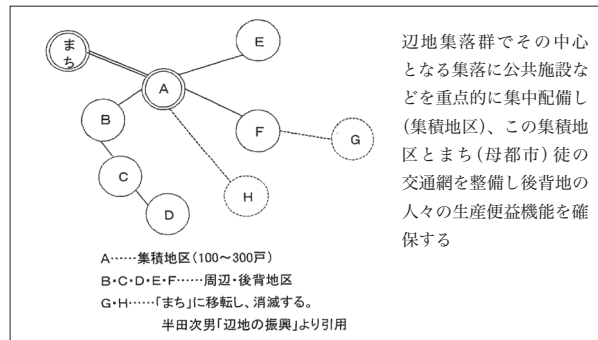 まち
E
A
B
F
G
C
H
D
A……集積地区(100～300戸)
B・C・D・E・F……周辺・後背地区
G・H……「まち」に移転し、消滅する。
半田次男「辺地の振興」より引用
辺地集落群でその中心
となる集落に公共施設な
どを重点的に集中配備し
(集積地区)、この集積地
区とまち(母都市)徒の
交通網を整備し後背地の
人々の生産便益機能を確
保する